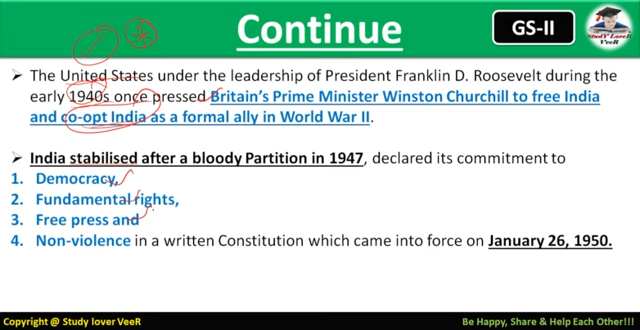 Continue
GS-II
StudY LoveR
VeeR
➤ The United States under the leadership of President Franklin D. Roosevelt during the
early 1940s once pressed Britain's Prime Minister Winston Churchill to free India
and co-opt India as a formal ally in World War II.
➤ India stabilised after a bloody Partition in 1947, declared its commitment to
1. Democracy,
2. Fundamental rights,
3. Free press and
4. Non-violence in a written Constitution which came into force on January 26, 1950.
Copyright @ Study lover VeeR
Be Happy, Share & Help Each Other!!!